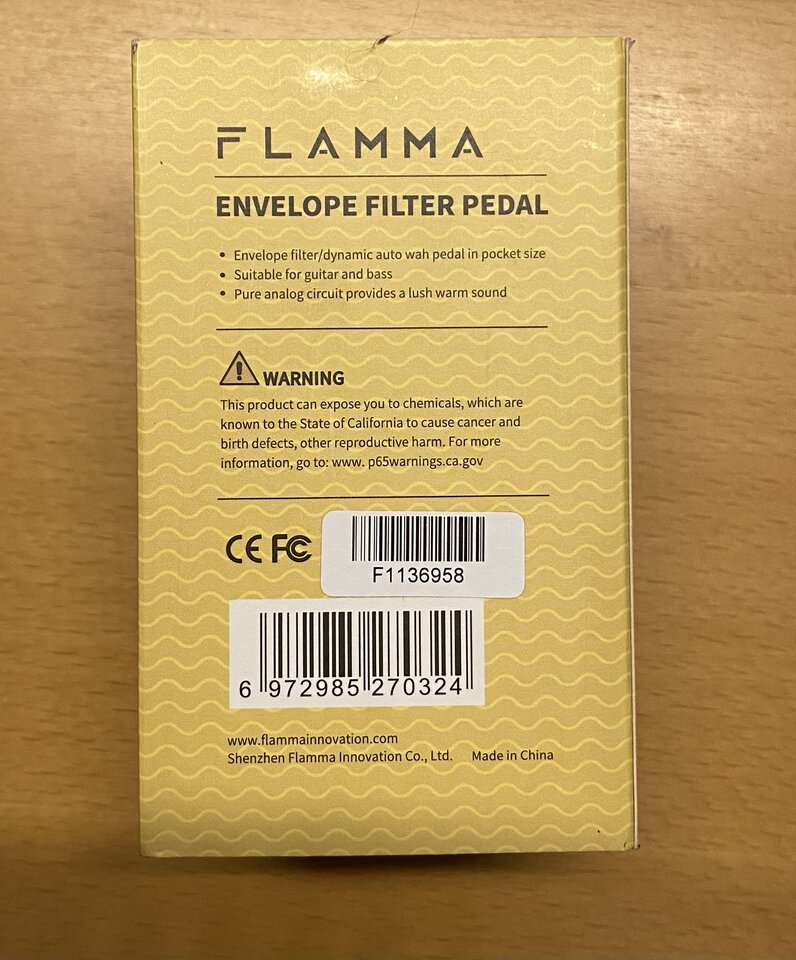 FLAMMA
ENVELOPE FILTER PEDAL
• Envelope filter/dynamic auto wah pedal in pocket size
• Suitable for guitar and bass
• Pure analog circuit provides a lush warm sound
WARNING
This product can expose you to chemicals, which are
known to the State of California to cause cancer and
birth defects, other reproductive harm. For more
information, go to: www. p65warnings.ca.gov
CE FC
F1136958
6 972985 270324
www.flammainnovation.com
Shenzhen Flamma Innovation Co., Ltd. Made in China